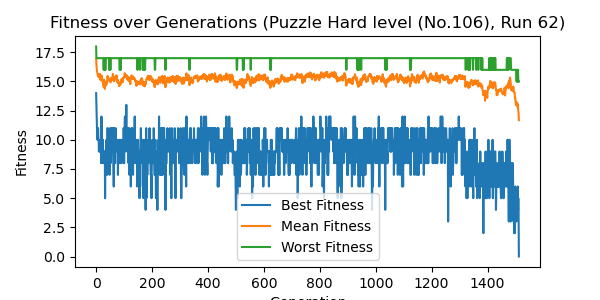 Fitness over Generations (Puzzle Hard level (No.106), Run 62)
Fitness
17.5
15.0
12.5
10.0
7.5
5.0
2.5
0.0
Best Fitness
Mean Fitness
Worst Fitness
0 200 400 600 800 1000 1200 1400
Generation